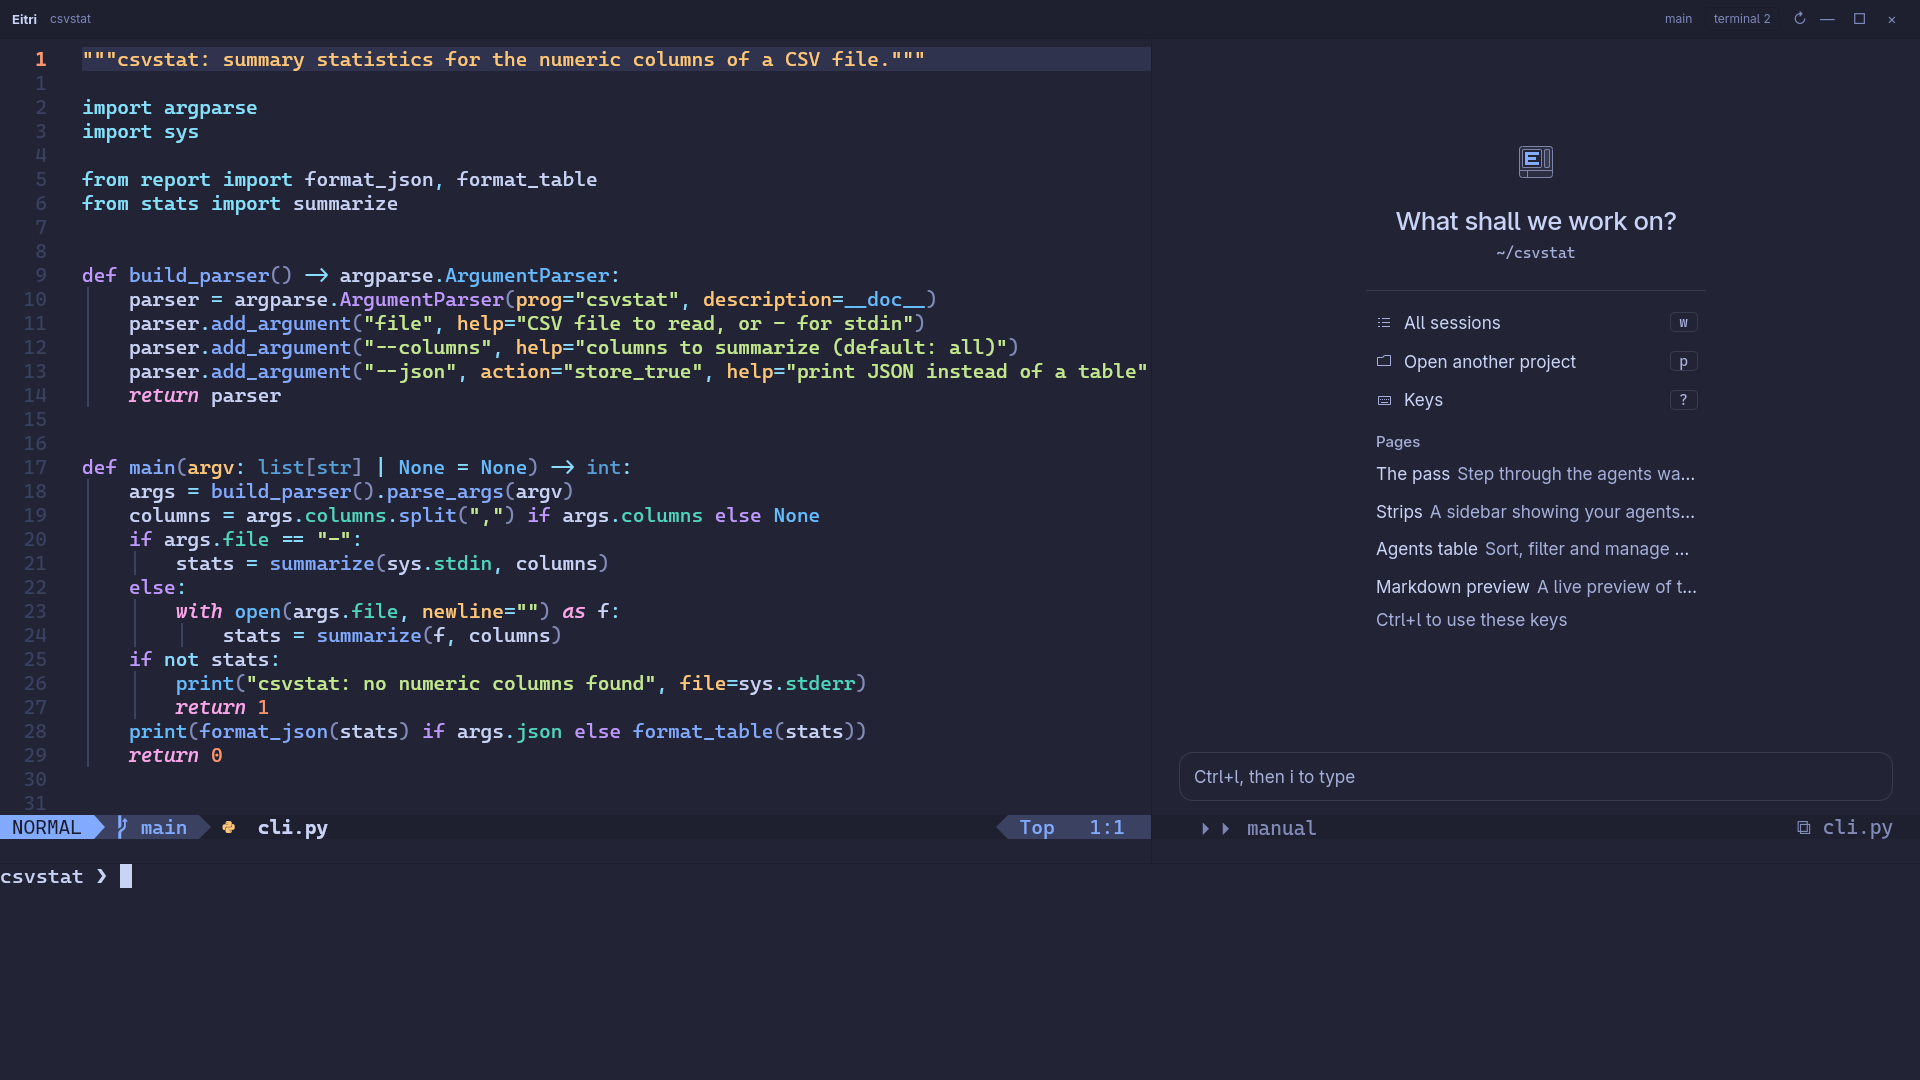 Eitri csvstat
main terminal 2
1 """csvstat: summary statistics for the numeric columns of a CSV file."""
1
2 import argparse
3 import sys
4
5 from report import format_json, format_table
6 from stats import summarize
7
8
9 def build_parser() -> argparse.ArgumentParser:
10     parser = argparse.ArgumentParser(prog="csvstat", description=__doc__)
11     parser.add_argument("file", help="CSV file to read, or - for stdin")
12     parser.add_argument("--columns", help="columns to summarize (default: all)")
13     parser.add_argument("--json", action="store_true", help="print JSON instead of a table"
14     return parser
15
16
17 def main(argv: list[str] | None = None) -> int:
18     args = build_parser().parse_args(argv)
19     columns = args.columns.split(",") if args.columns else None
20     if args.file == "-":
21         stats = summarize(sys.stdin, columns)
22     else:
23         with open(args.file, newline="") as f:
24             stats = summarize(f, columns)
25     if not stats:
26         print("csvstat: no numeric columns found", file=sys.stderr)
27         return 1
28     print(format_json(stats) if args.json else format_table(stats))
29     return 0
30
31
NORMAL main cli.py Top 1:1
csvstat ❯
E
What shall we work on?
~/csvstat
All sessions w
Open another project p
Keys ?
Pages
The pass Step through the agents wa...
Strips A sidebar showing your agents...
Agents table Sort, filter and manage ...
Markdown preview A live preview of t...
Ctrl+l to use these keys
Ctrl+l, then i to type
manual cli.py